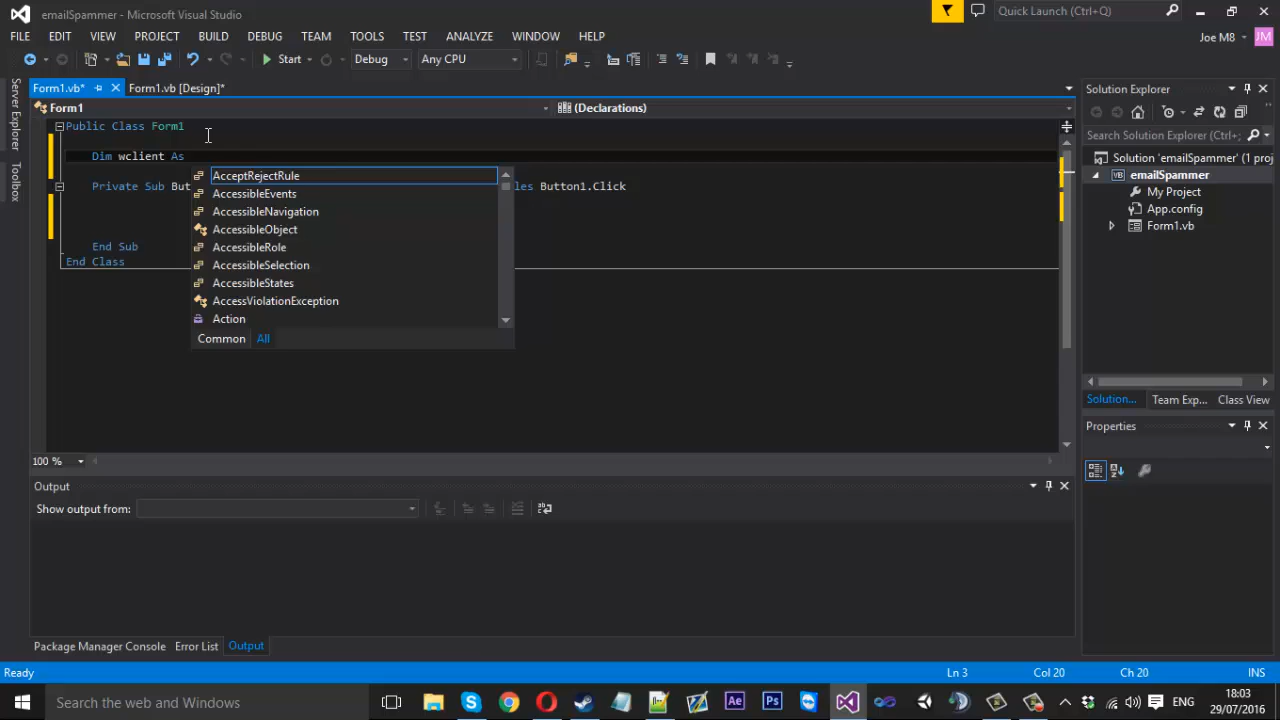 emailSpammer - Microsoft Visual Studio
Quick Launch (Ctrl+Q)
FILE EDIT VIEW PROJECT BUILD DEBUG TEAM TOOLS TEST ANALYZE WINDOW HELP
Joe M8 JM
Start Debug Any CPU
Server Explorer
Toolbox
Form1.vb* Form1.vb [Design]*
Form1 (Declarations)
Public Class Form1
Dim wclient As
Private Sub But les Button1.Click
End Sub
End Class
AcceptRejectRule
AccessibleEvents
AccessibleNavigation
AccessibleObject
AccessibleRole
AccessibleSelection
AccessibleStates
AccessViolationException
Action
Common All
100 %
Output
Show output from:
Package Manager Console Error List Output
Solution Explorer
Search Solution Explorer (Ctrl+;
Solution 'emailSpammer' (1 proj
emailSpammer
My Project
App.config
Form1.vb
Solution... Team Exp... Class View
Properties
Ready Ln 3 Col 20 Ch 20 INS
Search the web and Windows
Ae Ps
ENG
18:03
29/07/2016